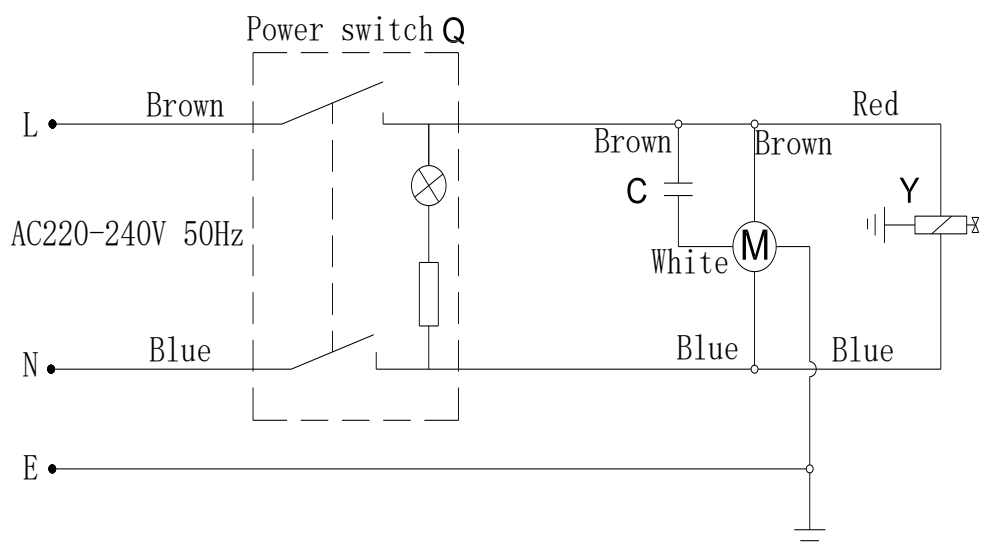 Power switch Q
L
Brown
Red
Brown
Brown
C
Y
AC220-240V 50Hz
White
M
N
Blue
Blue
Blue
E